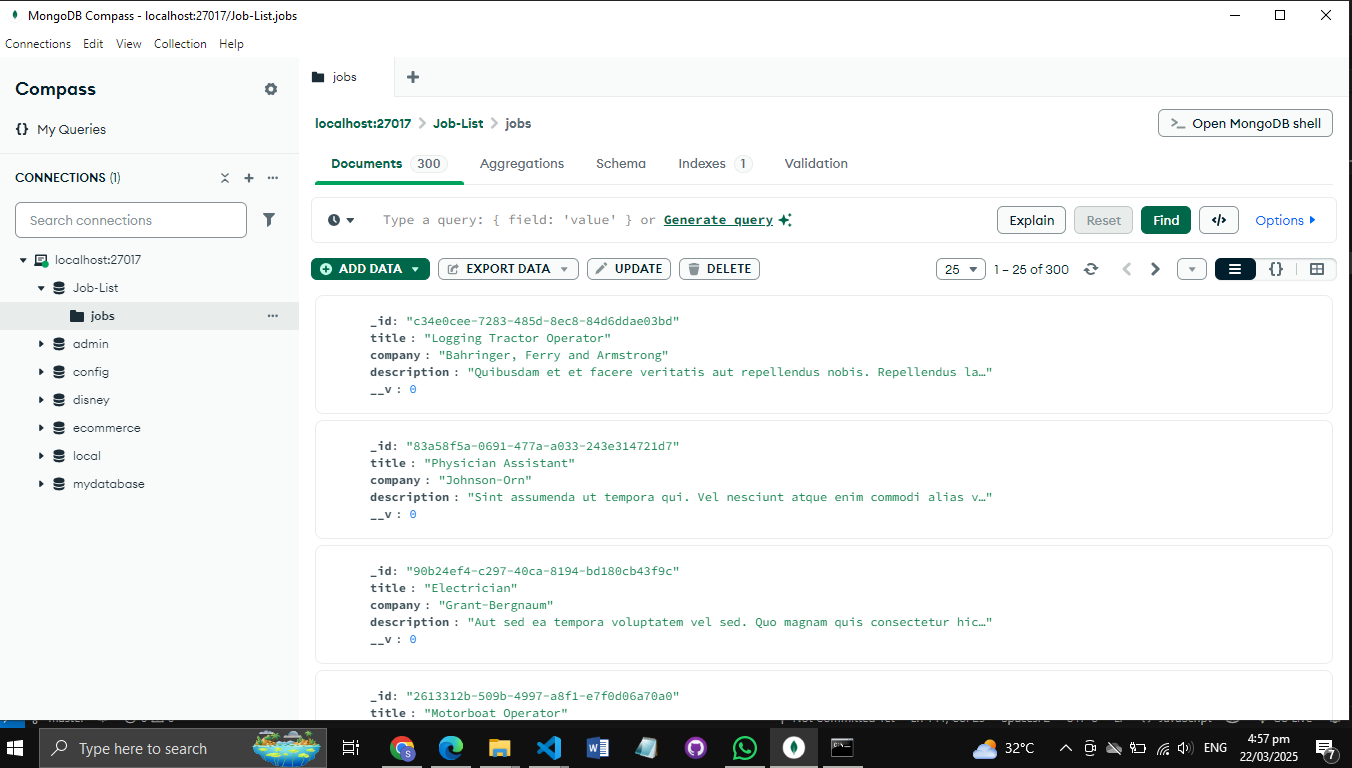 MongoDB Compass - localhost:27017/Job-List.jobs
Connections Edit View Collection Help
Compass
{} My Queries
CONNECTIONS (1)
Search connections
localhost:27017
Job-List
jobs
admin
config
disney
ecommerce
local
mydatabase
jobs
localhost:27017 > Job-List > jobs
>_ Open MongoDB shell
Documents 300 Aggregations Schema Indexes 1 Validation
Type a query: { field: 'value' } or Generate query
Explain Reset Find </> Options
ADD DATA EXPORT DATA UPDATE DELETE
25 1 – 25 of 300 {}
_id: "c34e0cee-7283-485d-8ec8-84d6ddae03bd"
title : "Logging Tractor Operator"
company : "Bahringer, Ferry and Armstrong"
description : "Quibusdam et et facere veritatis aut repellendus nobis. Repellendus la…"
__v : 0
_id: "83a58f5a-0691-477a-a033-243e314721d7"
title : "Physician Assistant"
company : "Johnson-Orn"
description : "Sint assumenda ut tempora qui. Vel nesciunt atque enim commodi alias v…"
__v : 0
_id: "90b24ef4-c297-40ca-8194-bd180cb43f9c"
title : "Electrician"
company : "Grant-Bergnaum"
description : "Aut sed ea tempora voluptatem vel sed. Quo magnam quis consectetur hic…"
__v : 0
_id: "2613312b-509b-4997-a8f1-e7f0d06a70a0"
title : "Motorboat Operator"
Type here to search
32°C
ENG
4:57 pm
22/03/2025
7